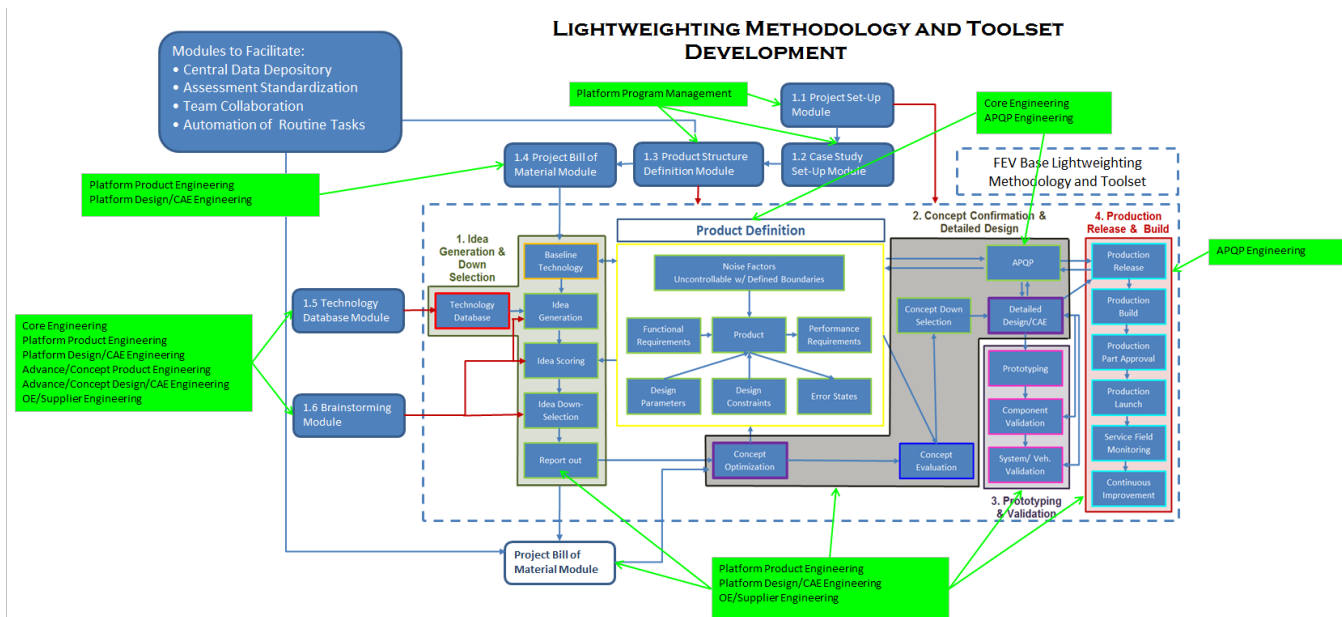 LIGHTWEIGHTING METHODOLOGY AND TOOLSET
DEVELOPMENT
Modules to Facilitate:
• Central Data Depository
• Assessment Standardization
• Team Collaboration
• Automation of Routine Tasks
Platform Program Management
1.1 Project Set-Up
Module
Core Engineering
APQP Engineering
1.4 Project Bill of
Material Module
1.3 Product Structure
Definition Module
1.2 Case Study
Set-Up Module
FEV Base Lightweighting
Methodology and Toolset
Platform Product Engineering
Platform Design/CAE Engineering
1. Idea
Generation &
Down
Selection
Product Definition
2. Concept Confirmation &
Detailed Design
4. Production
Release & Build
APQP Engineering
Baseline
Technology
Noise Factors
Uncontrollable w/ Defined Boundaries
APQP
Production
Release
1.5 Technology
Database Module
Technology
Database
Idea
Generation
Concept Down
Selection
Detailed
Design/CAE
Production
Build
Core Engineering
Platform Product Engineering
Platform Design/CAE Engineering
Advance/Concept Product Engineering
Advance/Concept Design/CAE Engineering
OE/Supplier Engineering
Functional
Requirements
Product
Performance
Requirements
Idea Scoring
Prototyping
Production
Part Approval
1.6 Brainstorming
Module
Idea Down-
Selection
Design
Parameters
Design
Constraints
Error States
Component
Validation
Production
Launch
Report out
Concept
Optimization
Concept
Evaluation
System/ Veh.
Validation
Service Field
Monitoring
Continuous
Improvement
3. Prototyping
& Validation
Project Bill of
Material Module
Platform Product Engineering
Platform Design/CAE Engineering
OE/Supplier Engineering